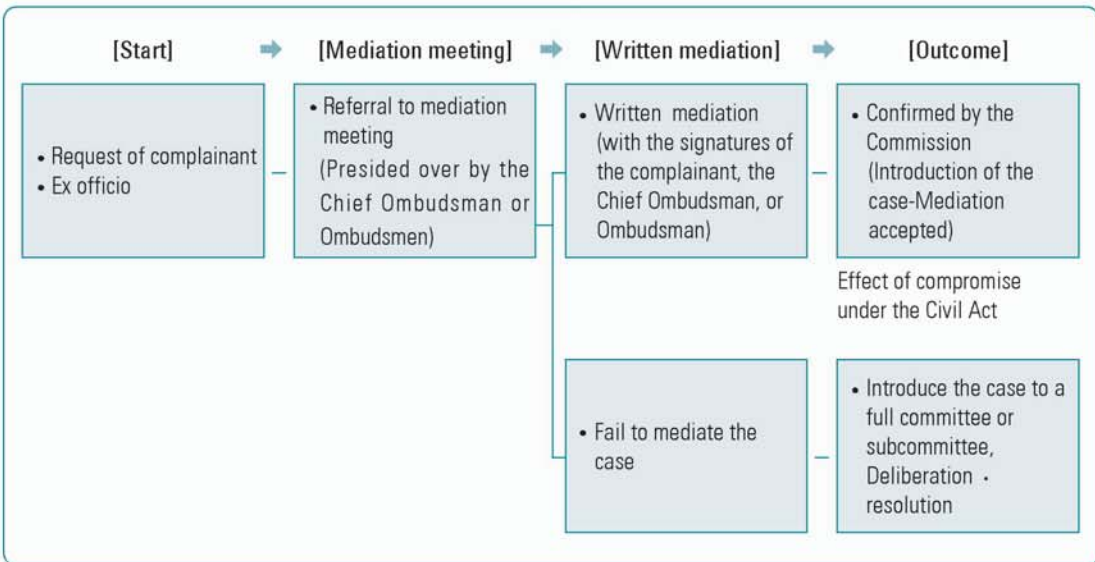 [Start] [Mediation meeting] [Written mediation] [Outcome]
• Request of complainant
• Ex officio
• Referral to mediation
meeting
(Presided over by the
Chief Ombudsman or
Ombudsmen)
• Written mediation
(with the signatures of
the complainant, the
Chief Ombudsman, or
Ombudsman)
• Confirmed by the
Commission
(Introduction of the
case-Mediation
accepted)
Effect of compromise
under the Civil Act
• Fail to mediate the
case
• Introduce the case to a
full committee or
subcommittee,
Deliberation ·
resolution